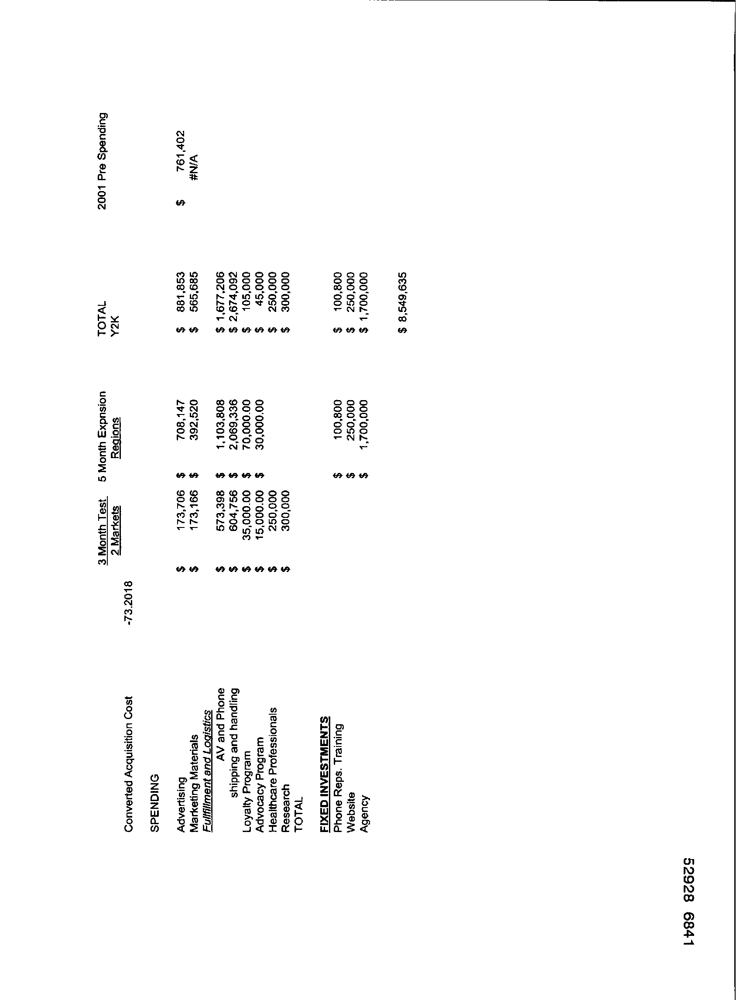 3 Month Test 5 Month Expnsion TOTAL 2001 Pre Spending
2 Markets Regions Y2K
Converted Acquisition Cost -73.2018
SPENDING
Advertising $ 173,706 $ 708,147 $ 881,853 $ 761,402
Marketing Materials $ 173,166 $ 392,520 $ 565,685 #N/A
Fullfillment and Logistics
AV and Phone $ 573,398 $ 1,103,808 $ 1,677,206
shipping and handling $ 604,756 $ 2,069,336 $ 2,674,092
Loyalty Program $ 35,000.00 $ 70,000.00 $ 105,000
Advocacy Program $ 15,000.00 $ 30,000.00 $ 45,000
Healthcare Professionals $ 250,000 $ 250,000
Research $ 300,000 $ 300,000
TOTAL
FIXED INVESTMENTS
Phone Reps. Training $ 100,800 $ 100,800
Website $ 250,000 $ 250,000
Agency $ 1,700,000 $ 1,700,000
$ 8,549,635
52928 6841